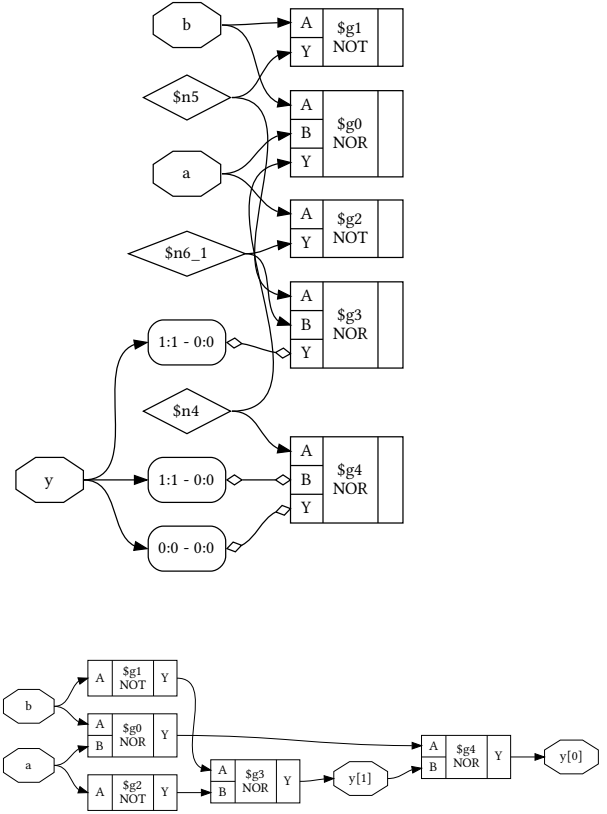 b
A
$g1
NOT
Y
$n5
A
$g0
NOR
B
Y
a
A
$g2
NOT
Y
$n6_1
A
$g3
NOR
B
1:1 - 0:0
Y
$n4
A
$g4
NOR
y
1:1 - 0:0
B
Y
0:0 - 0:0
A
$g1
NOT
Y
b
A
$g0
NOR
Y
B
a
A
$g2
NOT
Y
A
$g3
NOR
Y
B
y[1]
A
$g4
NOR
Y
B
y[0]